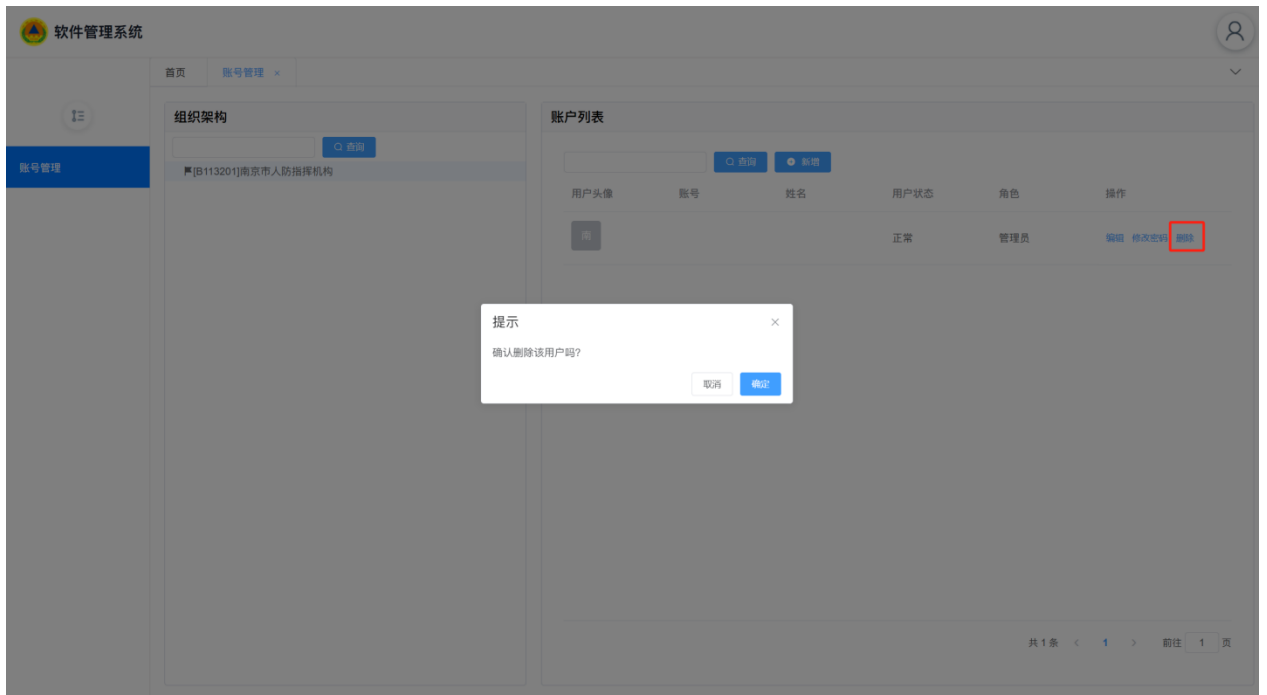 软件管理系统
首页 账号管理 ×
组织架构 账户列表
查询
账号管理
[B113201]南京市人防指挥机构
查询 新增
用户头像 账号 姓名 用户状态 角色 操作
南 正常 管理员 编辑 修改密码 删除
提示
确认删除该用户吗?
取消 确定
共 1 条 < 1 > 前往 1 页